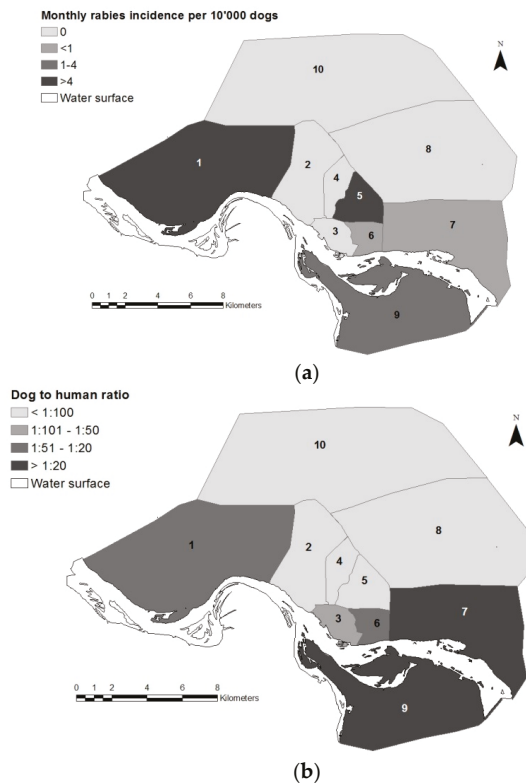 Monthly rabies incidence per 10'000 dogs
0
<1
1-4
>4
Water surface
N
10
8
1
2
4
5
7
3
6
9
0 1 2 4 6 8
Kilometers
(a)
Dog to human ratio
< 1:100
1:101 - 1:50
1:51 - 1:20
> 1:20
Water surface
N
10
8
1
2
4
5
7
3
6
9
0 1 2 4 6 8
Kilometers
(b)